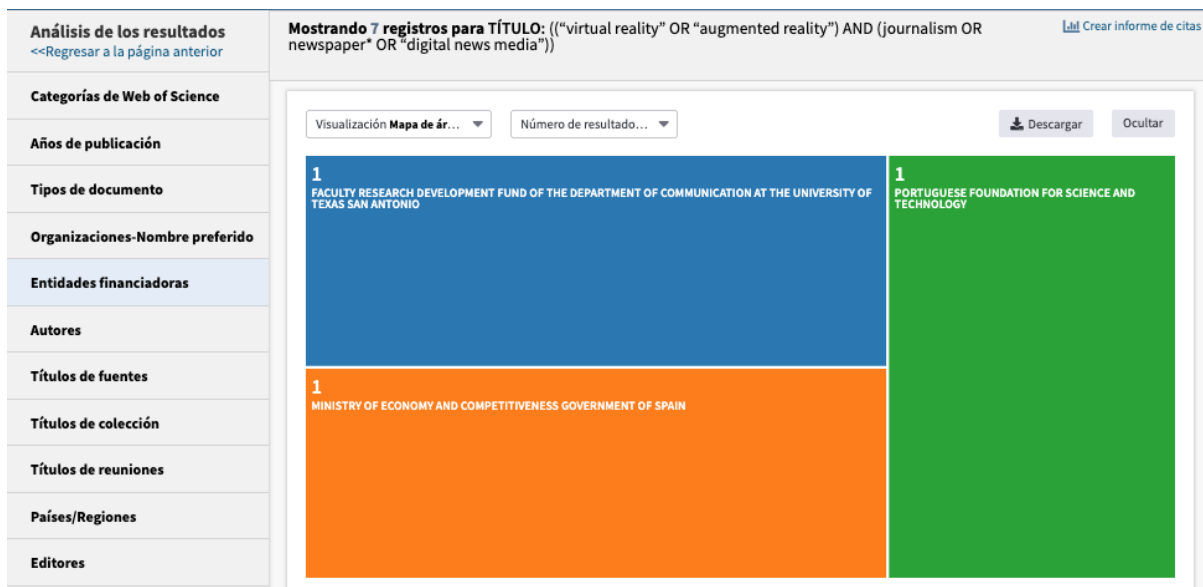 Análisis de los resultados
<<Regresar a la página anterior
Mostrando 7 registros para TÍTULO: ((“virtual reality” OR “augmented reality”) AND (journalism OR
newspaper* OR “digital news media”))
Crear informe de citas
Categorías de Web of Science
Años de publicación
Tipos de documento
Organizaciones-Nombre preferido
Entidades financiadoras
Autores
Títulos de fuentes
Títulos de colección
Títulos de reuniones
Países/Regiones
Editores
Visualización Mapa de ár...
Número de resultado...
Descargar
Ocultar
1
FACULTY RESEARCH DEVELOPMENT FUND OF THE DEPARTMENT OF COMMUNICATION AT THE UNIVERSITY OF
TEXAS SAN ANTONIO
1
PORTUGUESE FOUNDATION FOR SCIENCE AND
TECHNOLOGY
1
MINISTRY OF ECONOMY AND COMPETITIVENESS GOVERNMENT OF SPAIN